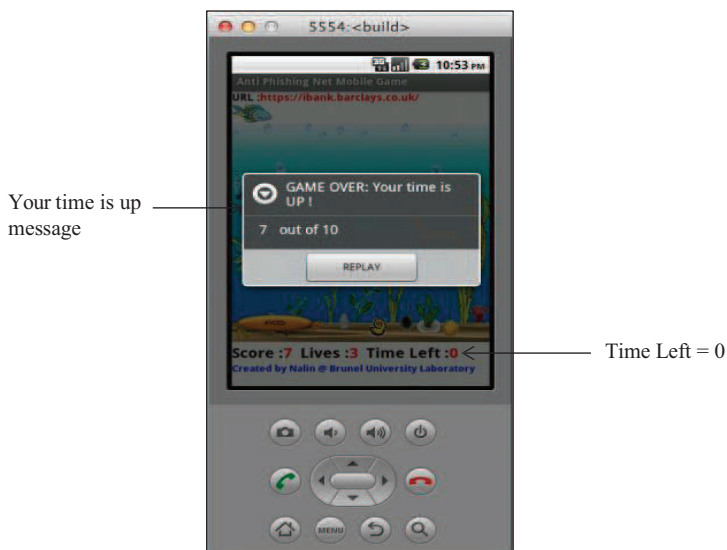 5554:<build>
3G
10:53 PM
Anti Phishing Net Mobile Game
URL :https://ibank.barclays.co.uk/
GAME OVER: Your time is
UP !
7 out of 10
REPLAY
Your time is up
message
AVOID
Score :7 Lives :3 Time Left :0
Time Left = 0
Created by Nalin @ Brunel University Laboratory
MENU